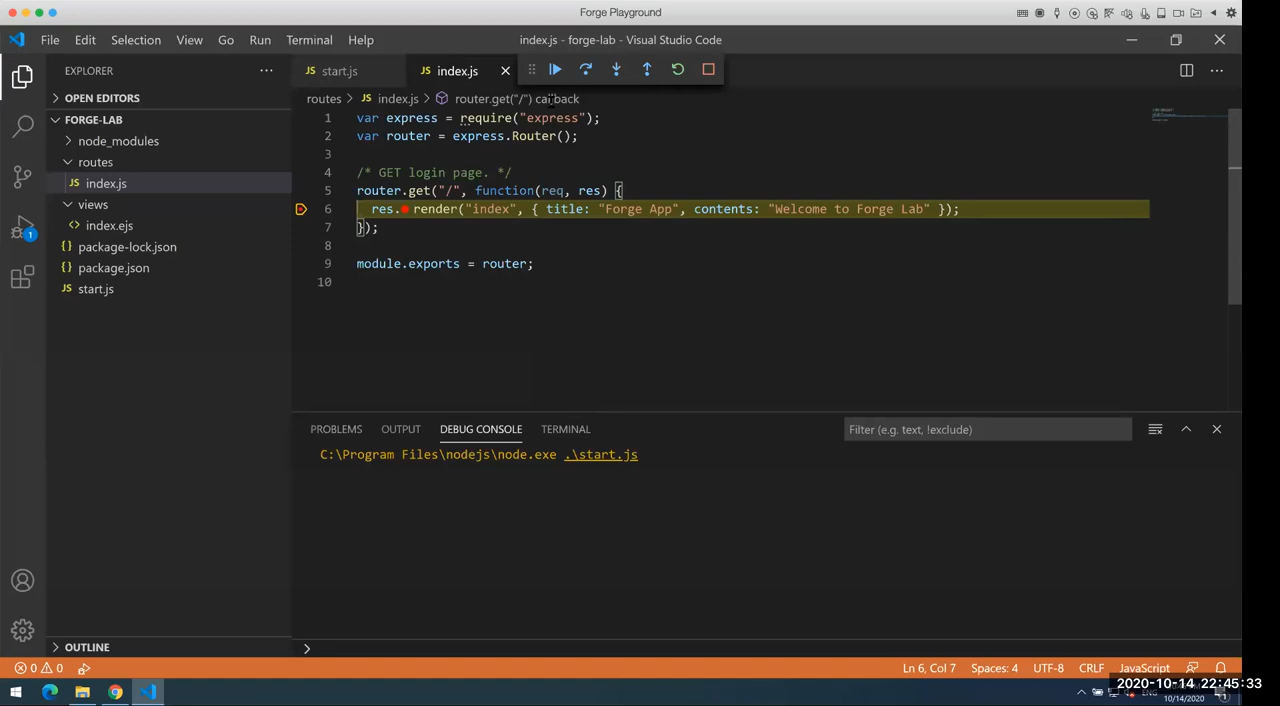 Forge Playground
File Edit Selection View Go Run Terminal Help
index.js - forge-lab - Visual Studio Code
EXPLORER
OPEN EDITORS
FORGE-LAB
node_modules
routes
JS index.js
views
<> index.ejs
{} package-lock.json
{} package.json
JS start.js
OUTLINE
1
JS start.js
JS index.js
routes > JS index.js > router.get("/") callback
1 var express = require("express");
2 var router = express.Router();
3
4 /* GET login page. */
5 router.get("/", function(req, res) {
6 res.render("index", { title: "Forge App", contents: "Welcome to Forge Lab" });
7 });
8
9 module.exports = router;
10
PROBLEMS OUTPUT DEBUG CONSOLE TERMINAL
Filter (e.g. text, !exclude)
C:\Program Files\nodejs\node.exe .\start.js
0 0
Ln 6, Col 7 Spaces: 4 UTF-8 CRLF JavaScript
2020-10-14 22:45:33
ENG
10/14/2020